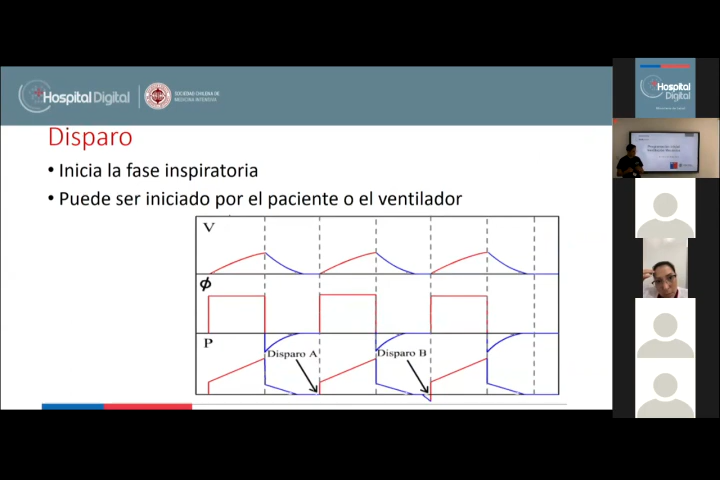 Hospital Digital
SOCIEDAD CHILENA DE
MEDICINA INTENSIVA
Disparo
• Inicia la fase inspiratoria
• Puede ser iniciado por el paciente o el ventilador
V
ϕ
P
Disparo A
Disparo B
Hospital
Digital